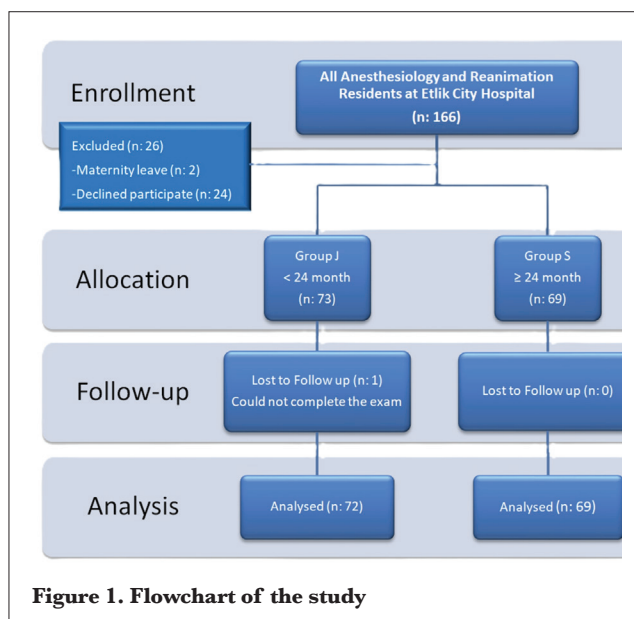 Enrollment
All Anesthesiology and Reanimation
Residents at Etlik City Hospital
(n: 166)
Excluded (n: 26)
-Maternity leave (n: 2)
-Declined participate (n: 24)
Allocation
Group J
< 24 month
(n: 73)
Group S
≥ 24 month
(n: 69)
Follow-up
Lost to Follow up (n: 1)
Could not complete the exam
Lost to Follow up (n: 0)
Analysis
Analysed (n: 72)
Analysed (n: 69)
Figure 1. Flowchart of the study